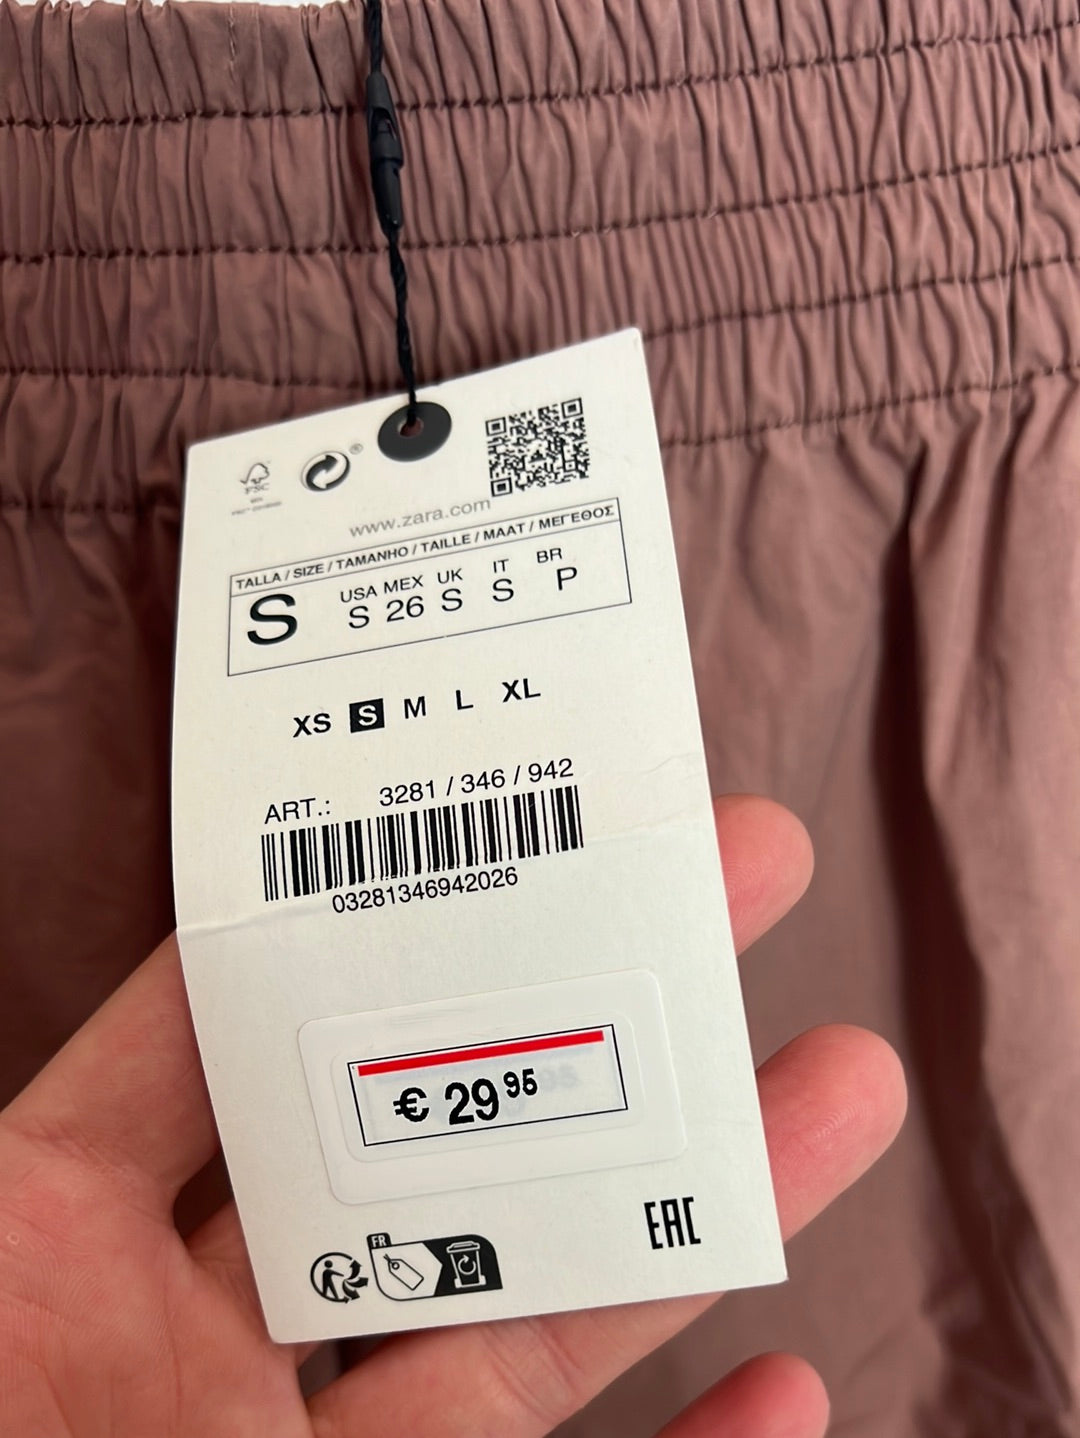 FSC
®
www.zara.com
TALLA / SIZE / TAMANHO / TAILLE / MAAT / ΜΕΓΕΘΟΣ
S
USA MEX UK IT BR
S 26 S S P
XS S M L XL
ART.: 3281 / 346 / 942
03281346942026
€ 29 95
FR
EAC